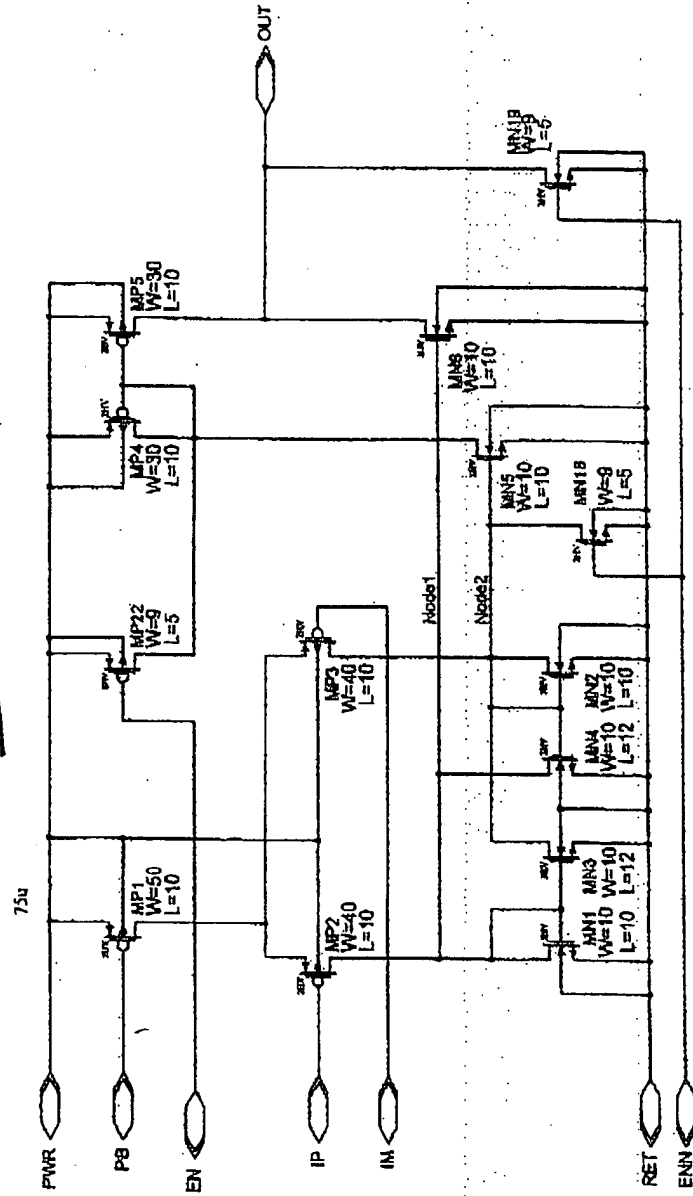 75u
PWR
PB
EN
IP
IM
RET
ENN
OUT
MP1
W=50
L=10
MP22
W=9
L=5
MP4
W=30
L=10
MP5
W=30
L=10
MP2
W=40
L=10
MP3
W=40
L=10
Node1
Node2
MN1
W=10
L=10
MN3
W=10
L=12
MN4
W=10
L=12
MN2
W=10
L=10
MN18
W=9
L=5
MN5
W=10
L=10
MN6
W=10
L=10
MN19
W=9
L=5